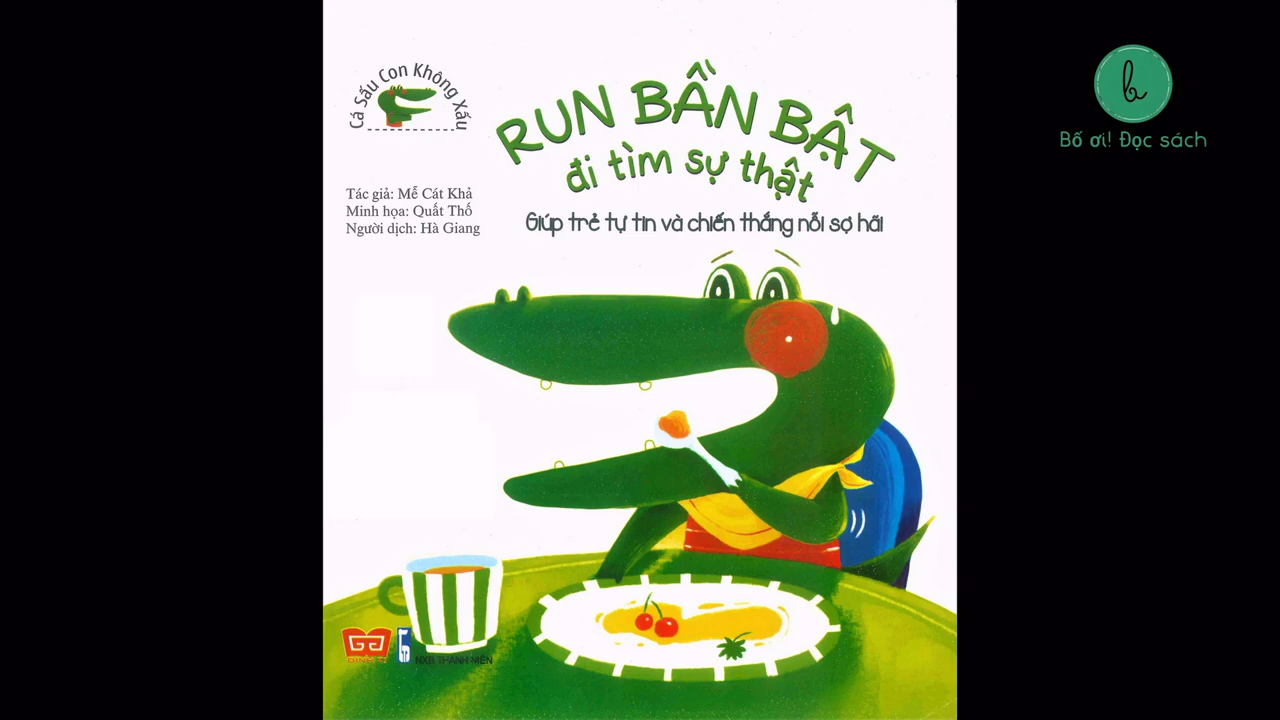 Cá Sấu Con Không Xấu
RUN BẦN BẬT
đi tìm sự thật
Giúp trẻ tự tin và chiến thắng nỗi sợ hãi
Tác giả: Mễ Cát Khả
Minh họa: Quất Thố
Người dịch: Hà Giang
b
Bố ơi! Đọc sách
ĐINH TỊ
NXB THANH NIÊN